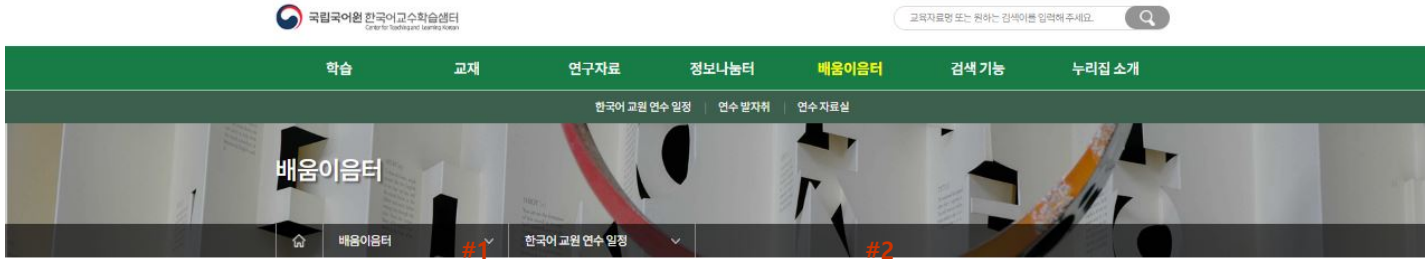 국립국어원 한국어교수학습샘터
Center for Teaching and Learning Korean
교육자료명 또는 원하는 검색어를 입력해 주세요.
학습 교재 연구자료 정보나눔터 배움이음터 검색 기능 누리집 소개
한국어 교원 연수 일정 | 연수 발자취 | 연수 자료실
배움이음터
배움이음터 한국어 교원 연수 일정
#1 #2